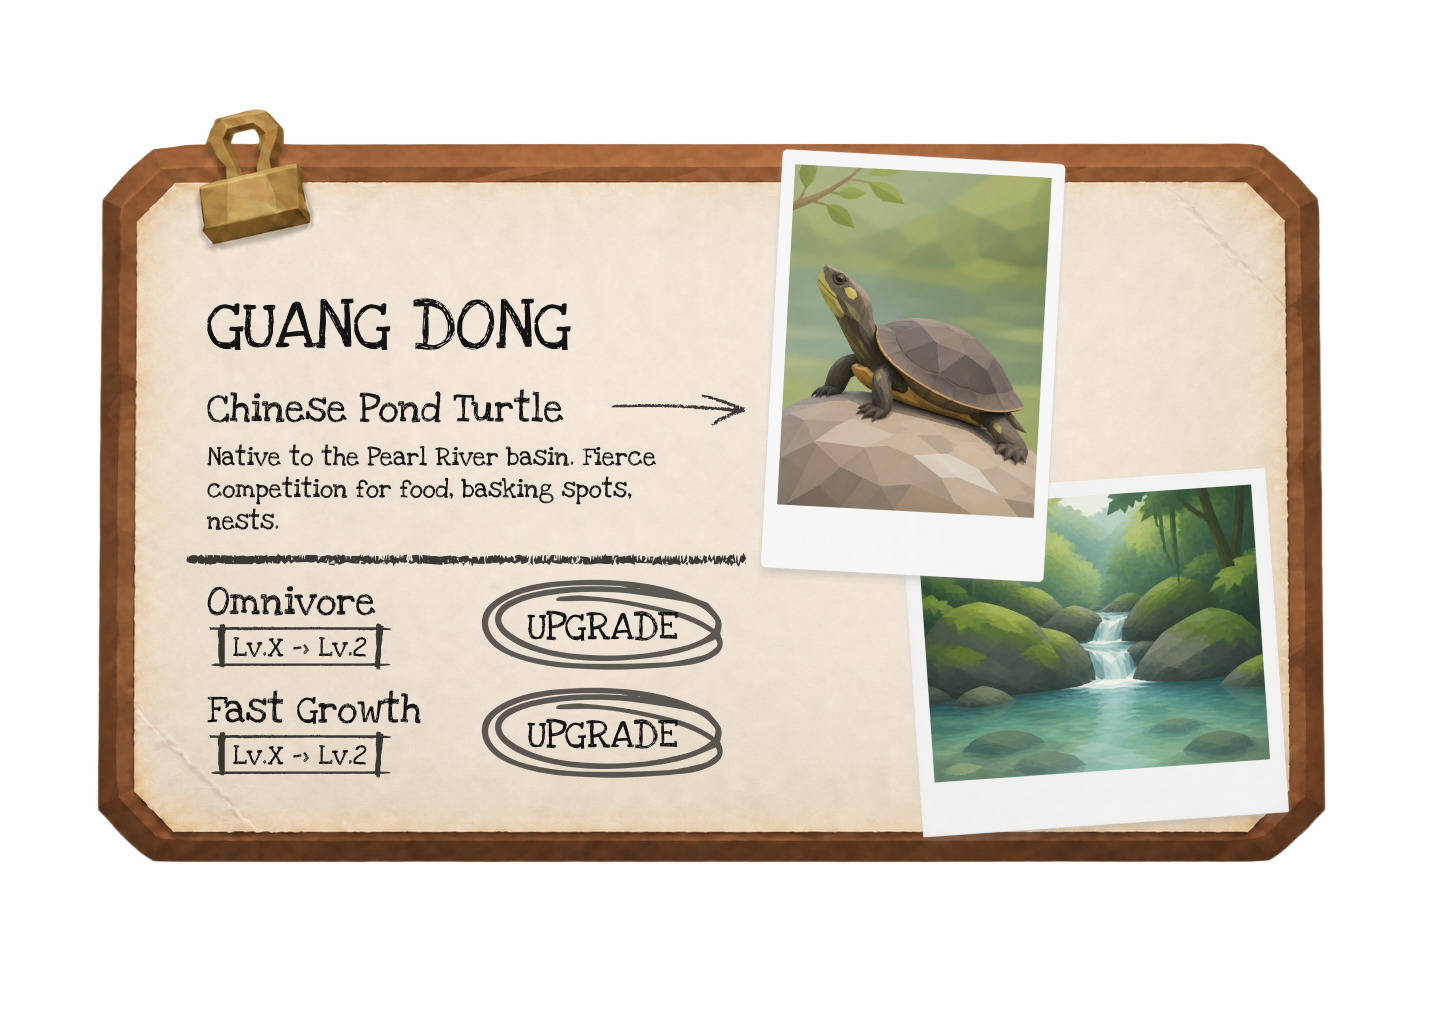 GUANG DONG
Chinese Pond Turtle
Native to the Pearl River basin. Fierce
competition for food, basking spots,
nests.
Omnivore
UPGRADE
Lv.X -> Lv.2
Fast Growth
UPGRADE
Lv.X -> Lv.2